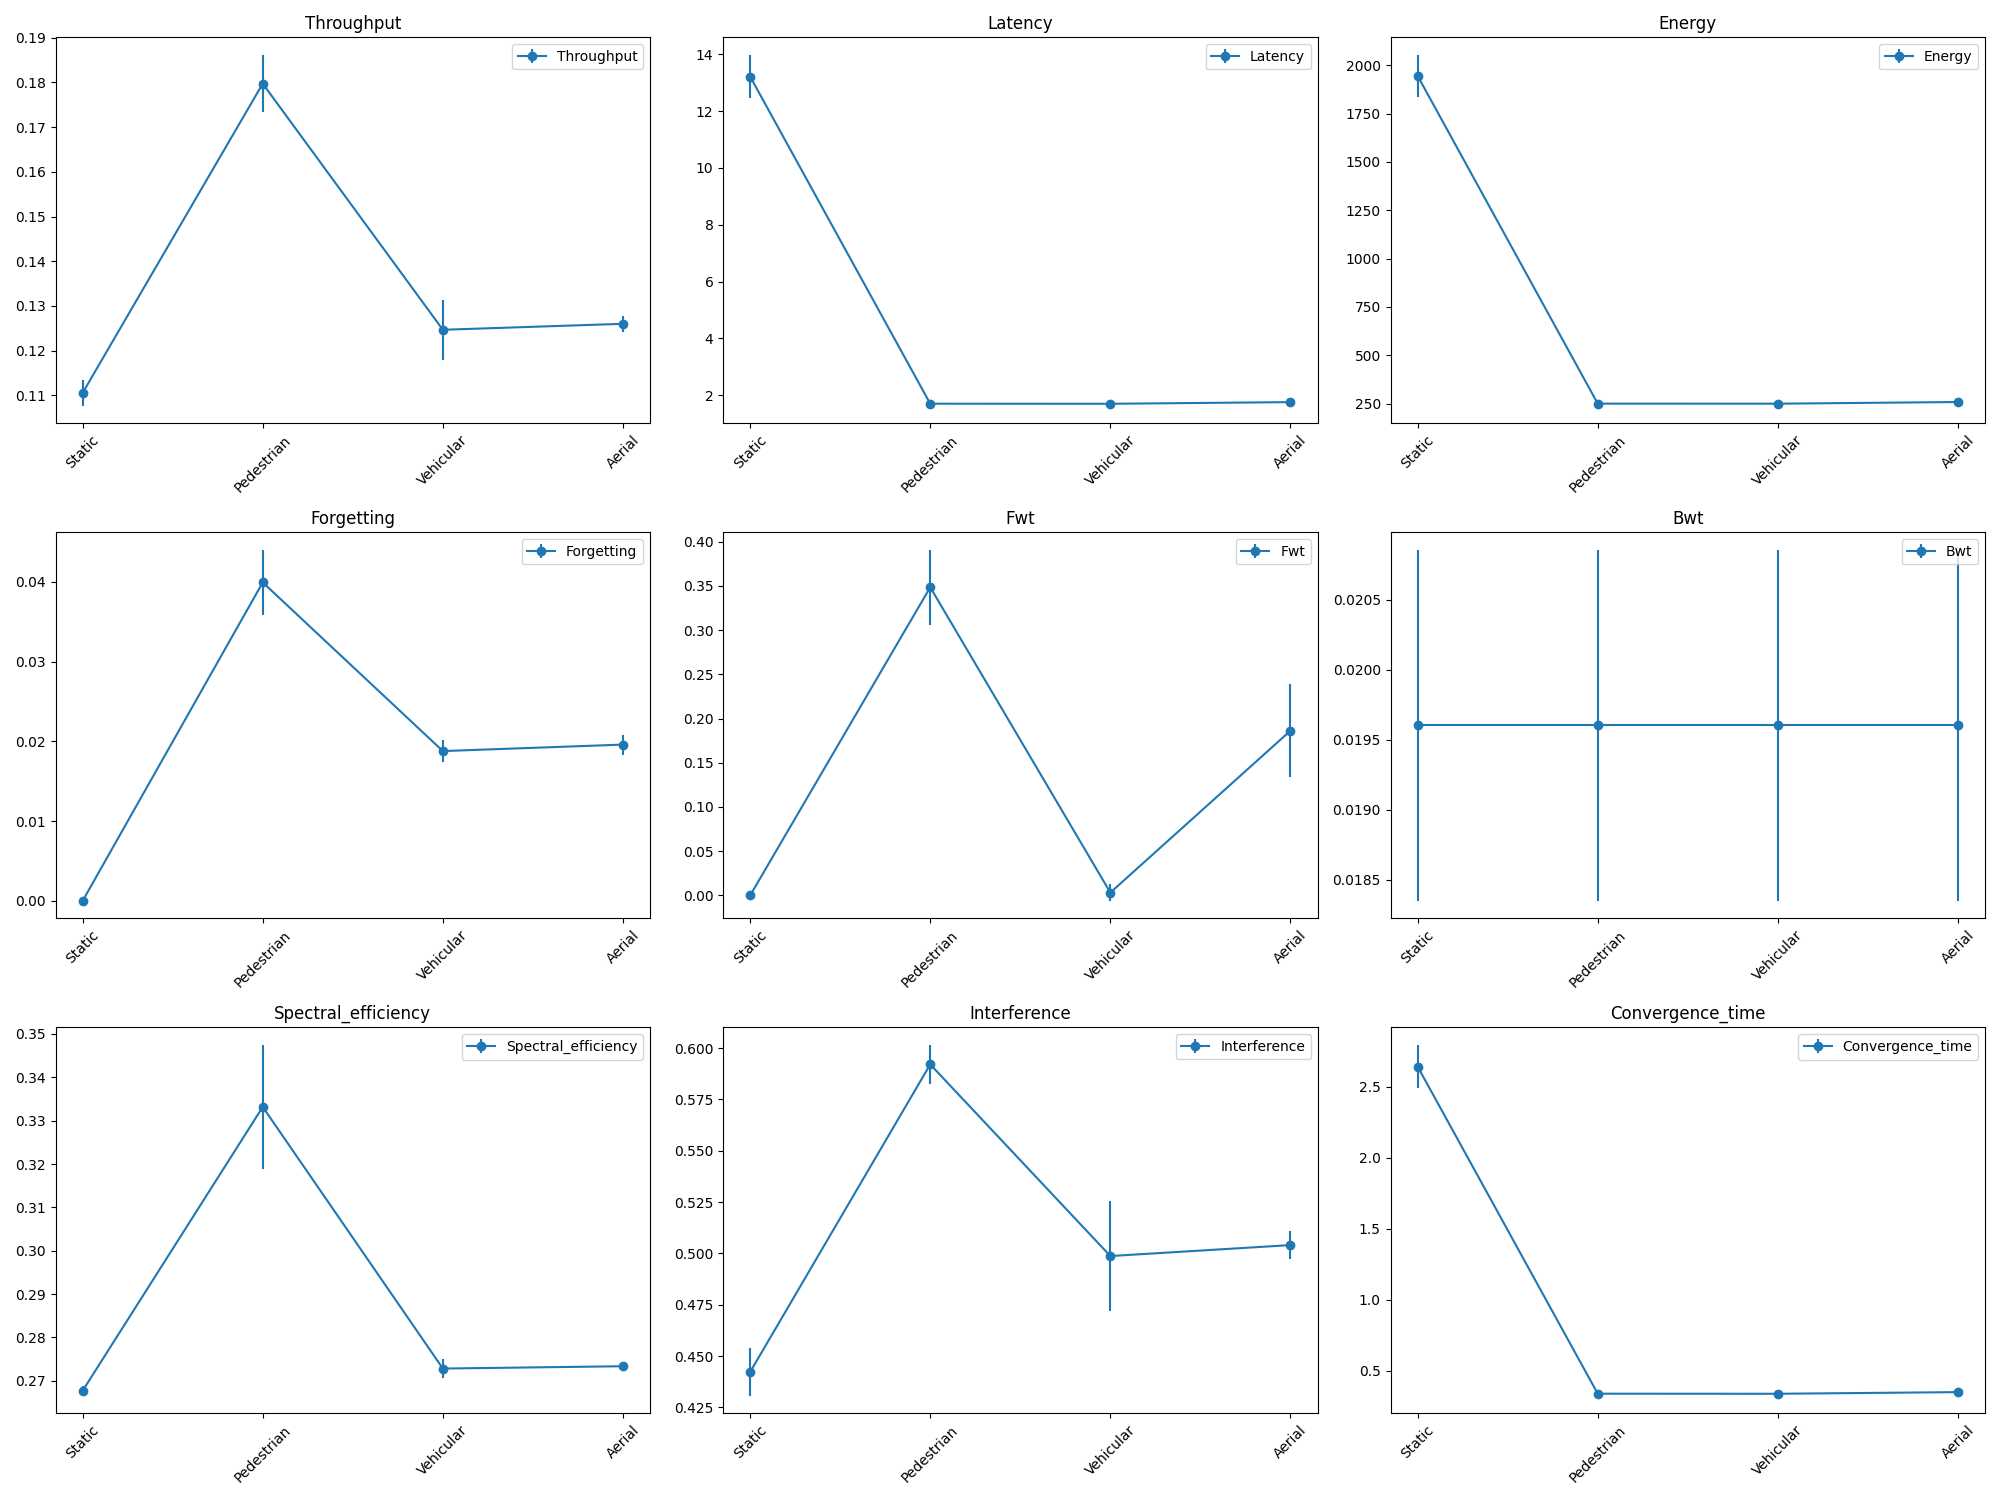 Throughput
Throughput
0.19
0.18
0.17
0.16
0.15
0.14
0.13
0.12
0.11
Static
Pedestrian
Vehicular
Aerial
Latency
Latency
14
12
10
8
6
4
2
Static
Pedestrian
Vehicular
Aerial
Energy
Energy
2000
1750
1500
1250
1000
750
500
250
Static
Pedestrian
Vehicular
Aerial
Forgetting
Forgetting
0.04
0.03
0.02
0.01
0.00
Static
Pedestrian
Vehicular
Aerial
Fwt
Fwt
0.40
0.35
0.30
0.25
0.20
0.15
0.10
0.05
0.00
Static
Pedestrian
Vehicular
Aerial
Bwt
Bwt
0.0205
0.0200
0.0195
0.0190
0.0185
Static
Pedestrian
Vehicular
Aerial
Spectral_efficiency
Spectral_efficiency
0.35
0.34
0.33
0.32
0.31
0.30
0.29
0.28
0.27
Static
Pedestrian
Vehicular
Aerial
Interference
Interference
0.600
0.575
0.550
0.525
0.500
0.475
0.450
0.425
Static
Pedestrian
Vehicular
Aerial
Convergence_time
Convergence_time
2.5
2.0
1.5
1.0
0.5
Static
Pedestrian
Vehicular
Aerial